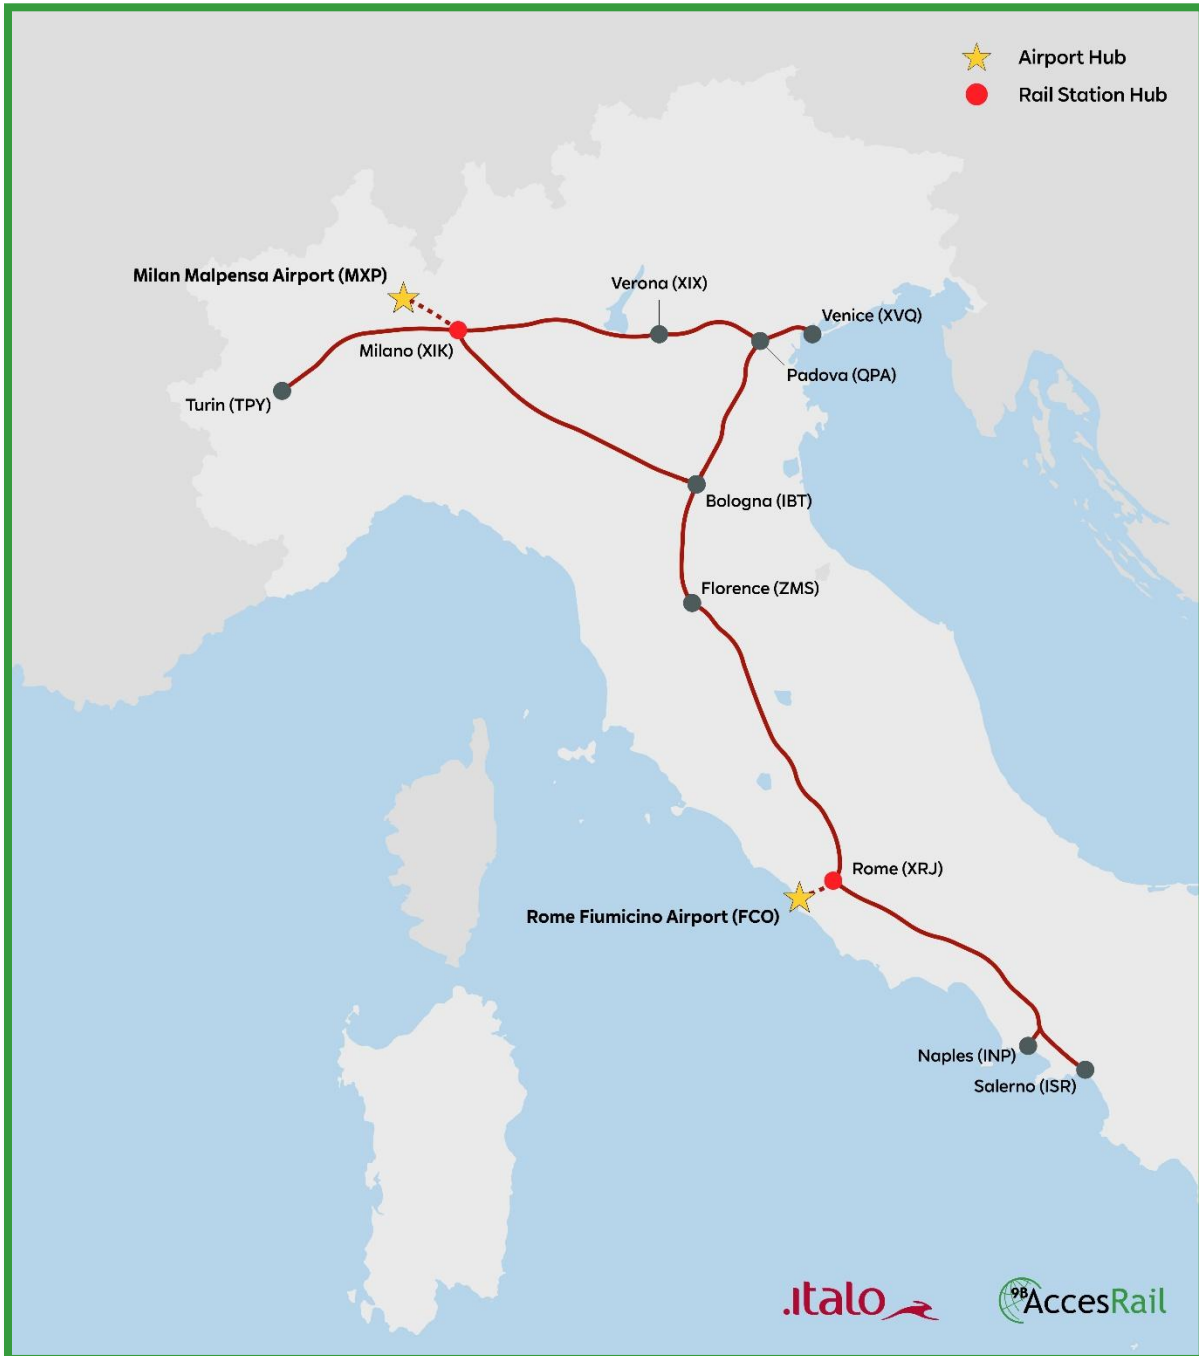 Airport Hub
Rail Station Hub
Milan Malpensa Airport (MXP)
Verona (XIX)
Venice (XVQ)
Milano (XIK)
Padova (QPA)
Turin (TPY)
Bologna (IBT)
Florence (ZMS)
Rome (XRJ)
Rome Fiumicino Airport (FCO)
Naples (INP)
Salerno (ISR)
.italo
9B AccesRail